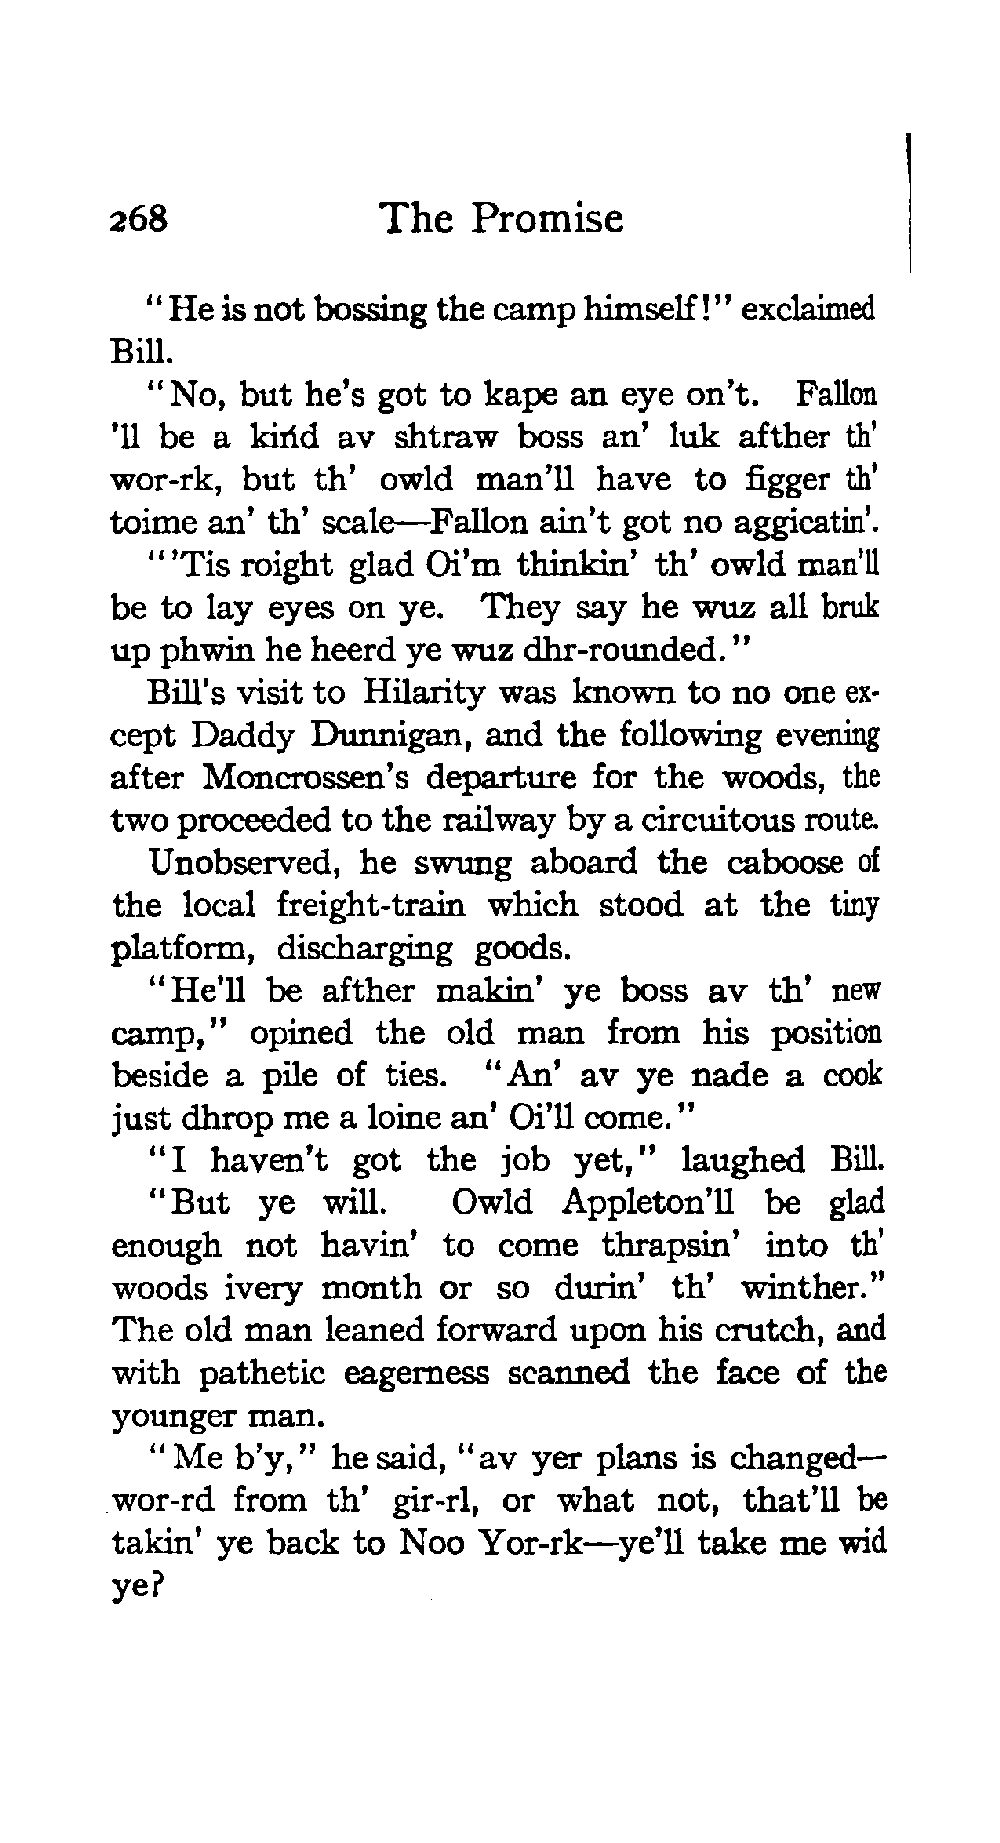 268 The Promise
"He is not bossing the camp himself!" exclaimed
Bill.
"No, but he's got to kape an eye on't. Fallon
'll be a kind av shtraw boss an' luk afther th'
wor-rk, but th' owld man'll have to figger th'
toime an' th' scale—Fallon ain't got no aggicatin'.
"'Tis roight glad Oi'm thinkin' th' owld man'll
be to lay eyes on ye. They say he wuz all bruk
up phwin he heerd ye wuz dhr-rounded."
Bill's visit to Hilarity was known to no one ex-
cept Daddy Dunnigan, and the following evening
after Moncrossen's departure for the woods, the
two proceeded to the railway by a circuitous route.
Unobserved, he swung aboard the caboose of
the local freight-train which stood at the tiny
platform, discharging goods.
"He'll be afther makin' ye boss av th' new
camp," opined the old man from his position
beside a pile of ties. "An' av ye nade a cook
just dhrop me a loine an' Oi'll come."
"I haven't got the job yet," laughed Bill.
"But ye will. Owld Appleton'll be glad
enough not havin' to come thrapsin' into th'
woods ivery month or so durin' th' winther."
The old man leaned forward upon his crutch, and
with pathetic eagerness scanned the face of the
younger man.
"Me b'y," he said, "av yer plans is changed—
wor-rd from th' gir-rl, or what not, that'll be
takin' ye back to Noo Yor-rk—ye'll take me wid
ye?